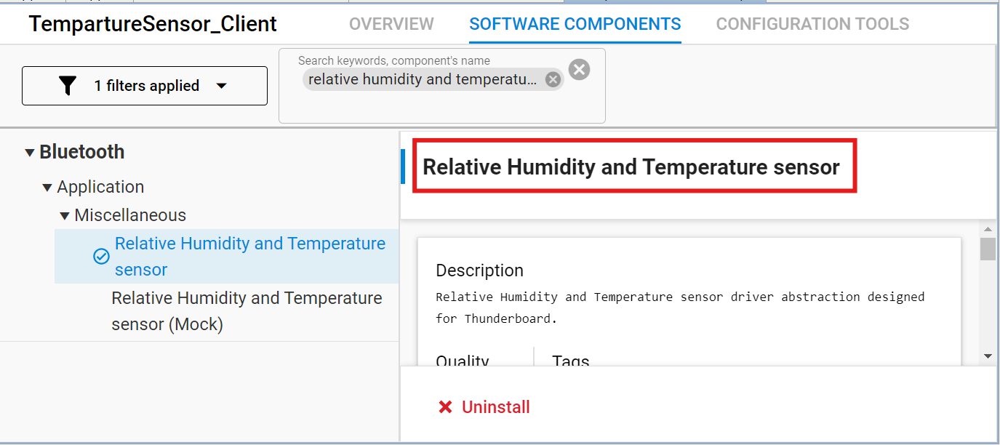 TempartureSensor_Client
OVERVIEW
SOFTWARE COMPONENTS
CONFIGURATION TOOLS
1 filters applied
Search keywords, component's name
relative humidity and temperatu...
Bluetooth
Application
Miscellaneous
Relative Humidity and Temperature
sensor
Relative Humidity and Temperature
sensor (Mock)
Relative Humidity and Temperature sensor
Description
Relative Humidity and Temperature sensor driver abstraction designed
for Thunderboard.
Quality
Tags
Uninstall